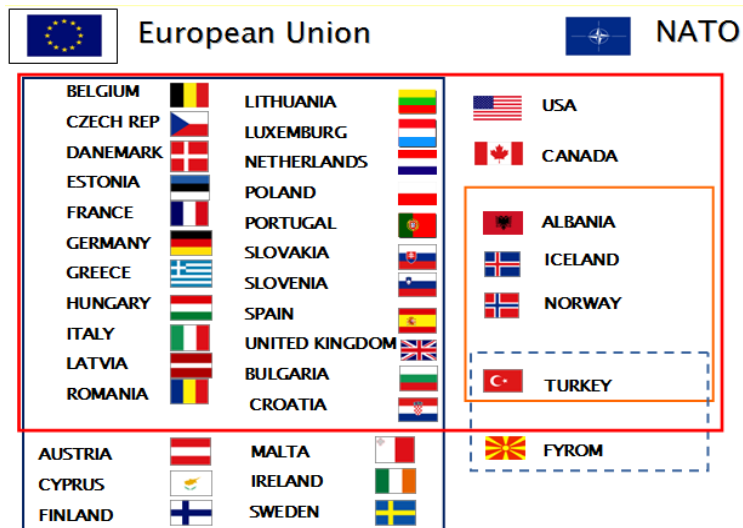 European Union
NATO
BELGIUM
CZECH REP
DANEMARK
ESTONIA
FRANCE
GERMANY
GREECE
HUNGARY
ITALY
LATVIA
ROMANIA
LITHUANIA
LUXEMBURG
NETHERLANDS
POLAND
PORTUGAL
SLOVAKIA
SLOVENIA
SPAIN
UNITED KINGDOM
BULGARIA
CROATIA
USA
CANADA
ALBANIA
ICELAND
NORWAY
TURKEY
FYROM
AUSTRIA
CYPRUS
FINLAND
MALTA
IRELAND
SWEDEN